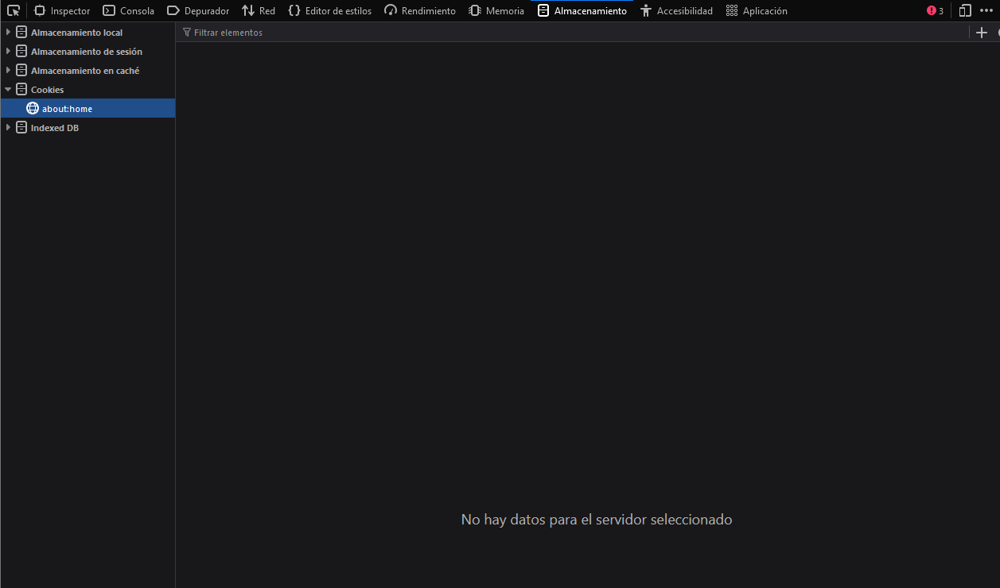 Inspector Consola Depurador Red Editor de estilos Rendimiento Memoria Almacenamiento Accesibilidad Aplicación 3
Almacenamiento local
Almacenamiento de sesión
Almacenamiento en caché
Cookies
about:home
Indexed DB
Filtrar elementos
No hay datos para el servidor seleccionado